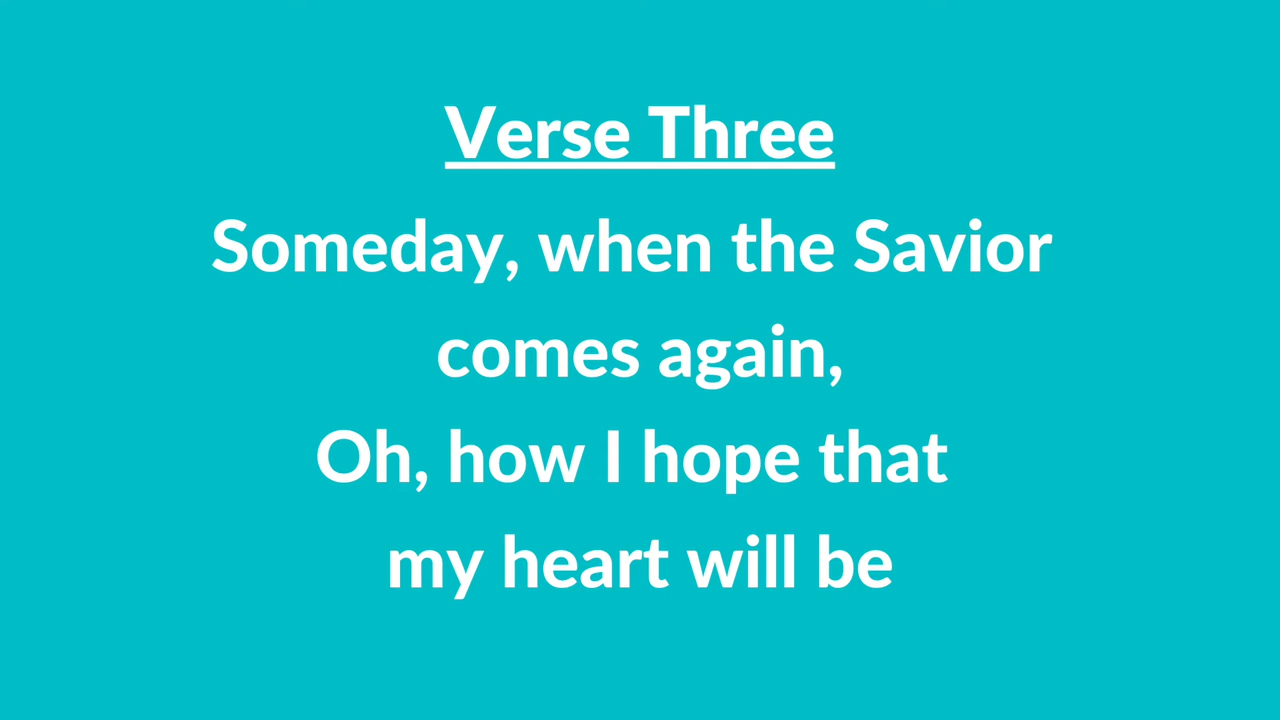 Verse Three
Someday, when the Savior
comes again,
Oh, how I hope that
my heart will be